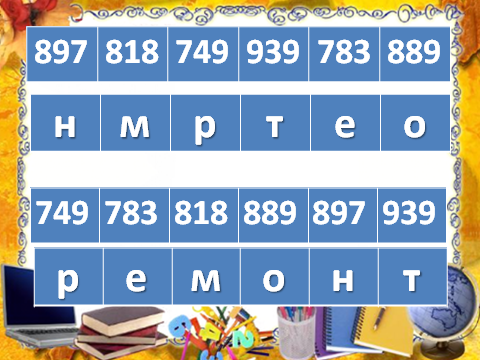 897 818 749 939 783 889
н м р т е о
749 783 818 889 897 939
р е м о н т